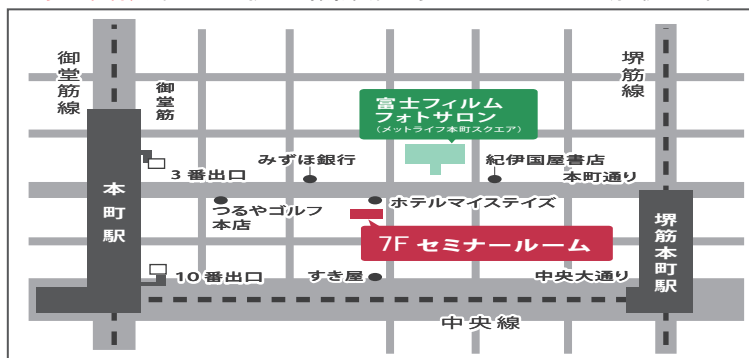 御堂筋線
御堂筋
堺筋線
富士フイルム
フォトサロン
(メットライフ本町スクエア)
みずほ銀行
紀伊国屋書店
3番出口
本町通り
本町駅
つるやゴルフ
本店
ホテルマイステイズ
堺筋本町駅
7F セミナールーム
10番出口
すき屋
中央大通り
中央線